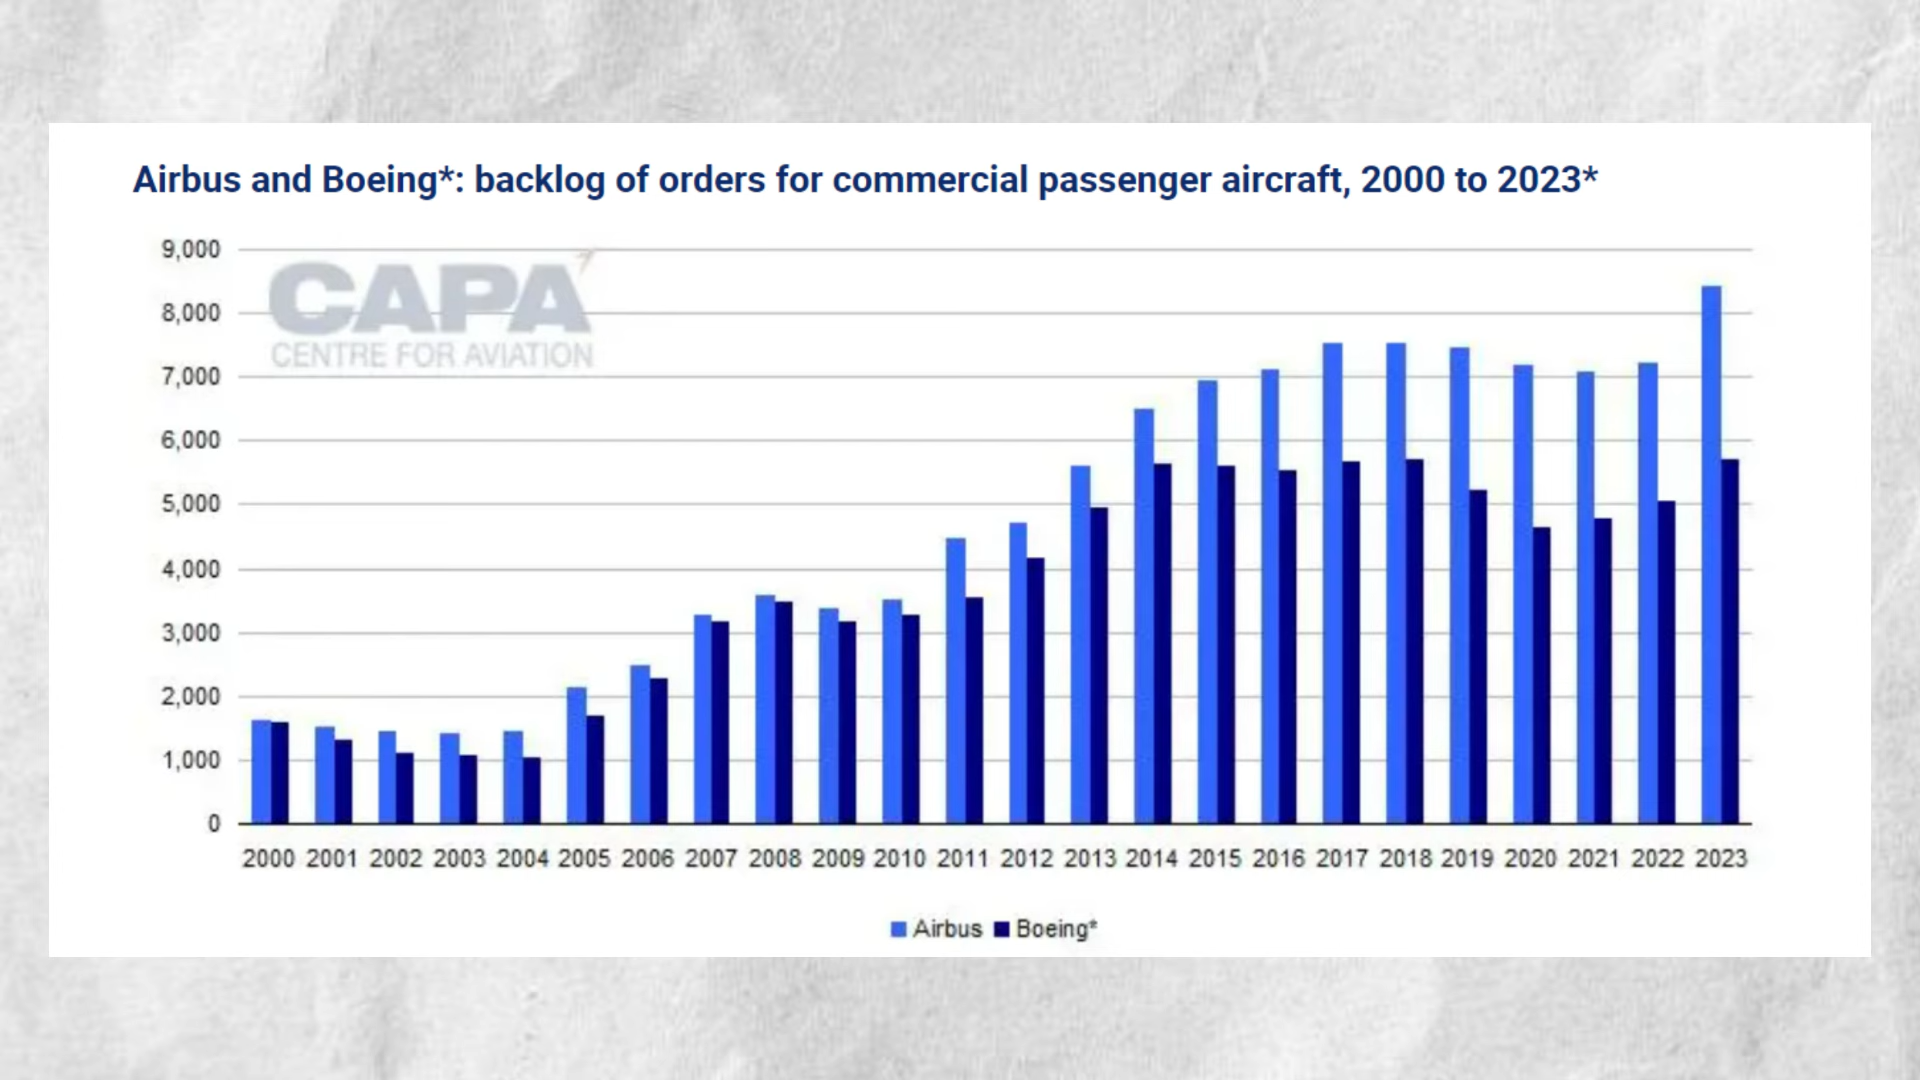 Airbus and Boeing*: backlog of orders for commercial passenger aircraft, 2000 to 2023*
CAPA
CENTRE FOR AVIATION
9,000
8,000
7,000
6,000
5,000
4,000
3,000
2,000
1,000
0
2000 2001 2002 2003 2004 2005 2006 2007 2008 2009 2010 2011 2012 2013 2014 2015 2016 2017 2018 2019 2020 2021 2022 2023
Airbus Boeing*